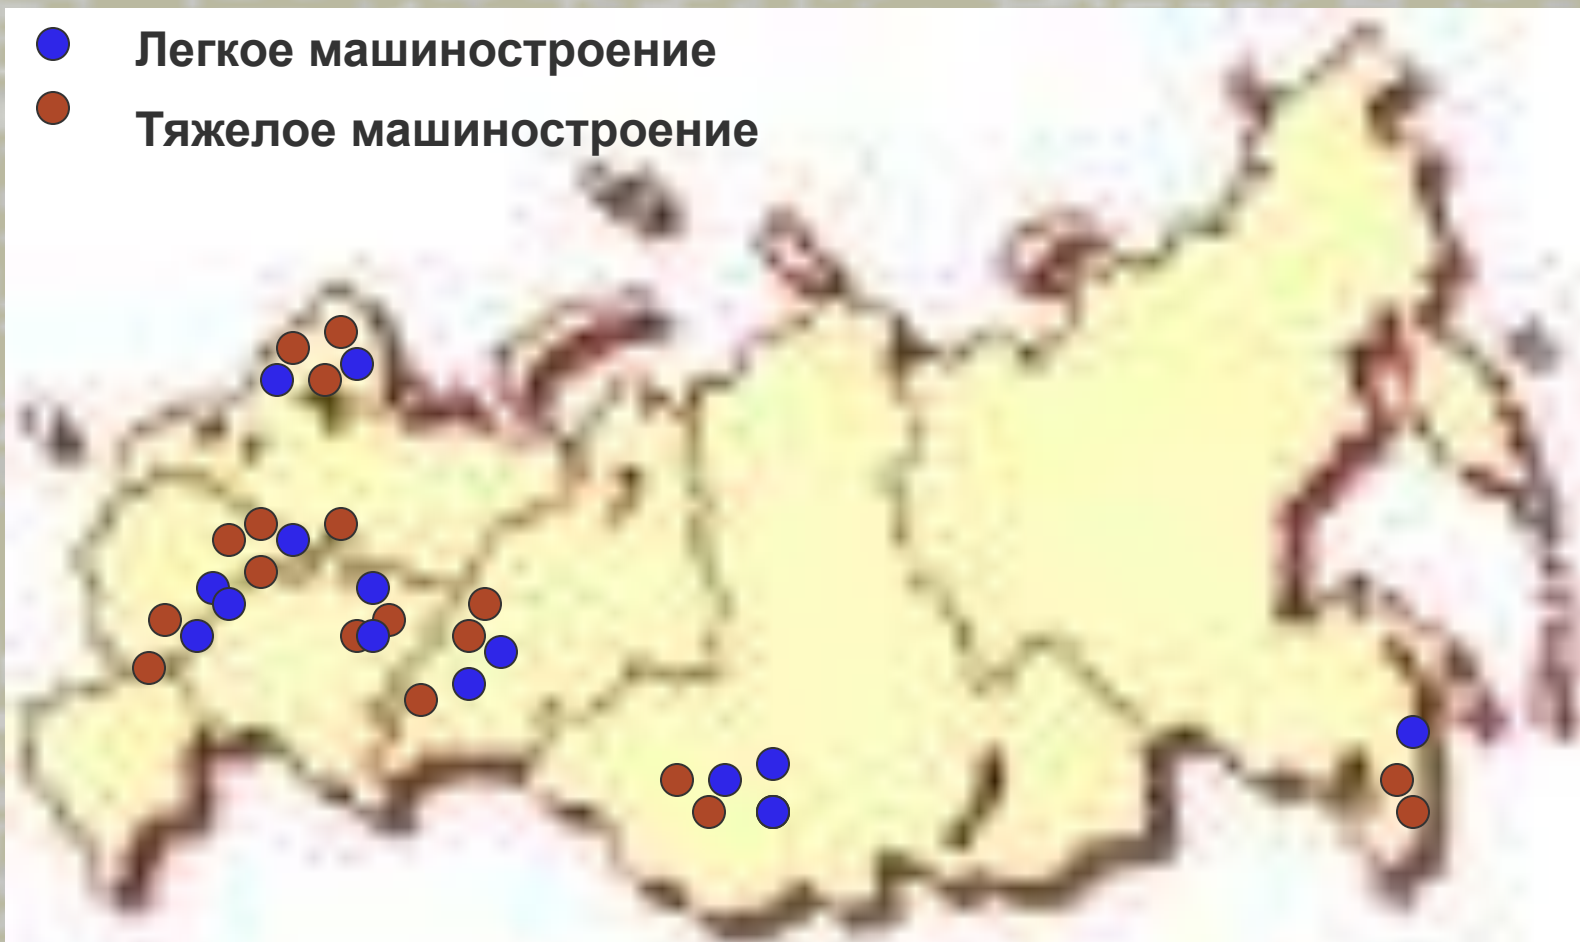 Легкое машиностроение
Тяжелое машиностроение